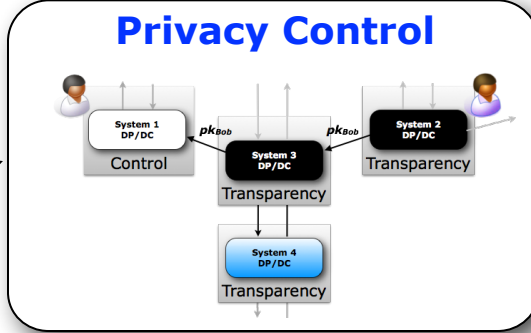 Privacy Control
System 1
DP/DC
Control
pkBob
System 3
DP/DC
Transparency
pkBob
System 2
DP/DC
Transparency
System 4
DP/DC
Transparency